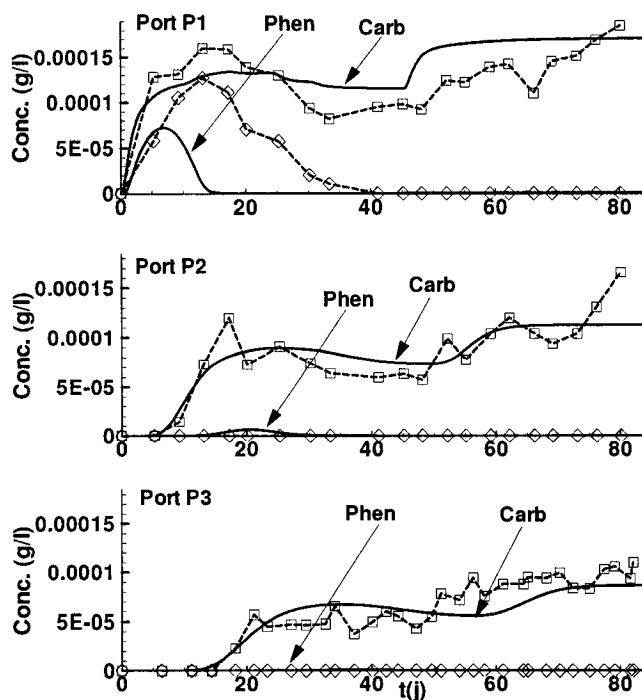 Port P1
Phen
Carb
Conc. (g/l)
0.00015
0.0001
5E-05
0
0 20 40 60 80
Port P2
Phen
Carb
Conc. (g/l)
0.00015
0.0001
5E-05
0
0 20 40 60 80
Port P3
Phen
Carb
Conc. (g/l)
0.00015
0.0001
5E-05
0
0 20 40 t(j) 60 80